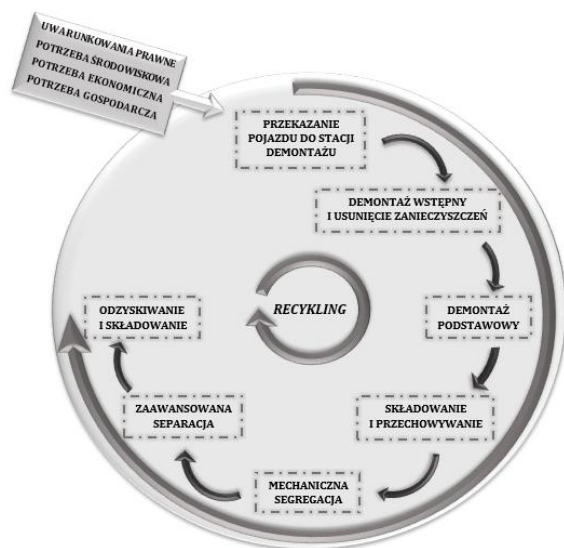 UWARUNKOWANIA PRAWNE
POTRZEBA ŚRODOWISKOWA
POTRZEBA EKONOMICZNA
POTRZEBA GOSPODARCZA
PRZEKAZANIE
POJAZDU DO STACJI
DEMONTAŻU
DEMONTAŻ WSTĘPNY
I USUNIĘCIE ZANIECZYSZCZEŃ
DEMONTAŻ
PODSTAWOWY
SKŁADOWANIE
I PRZECHOWYWANIE
MECHANICZNA
SEGREGACJA
ZAAWANSOWANA
SEPARACJA
ODZYSKIWANIE
I SKŁADOWANIE
RECYKLING